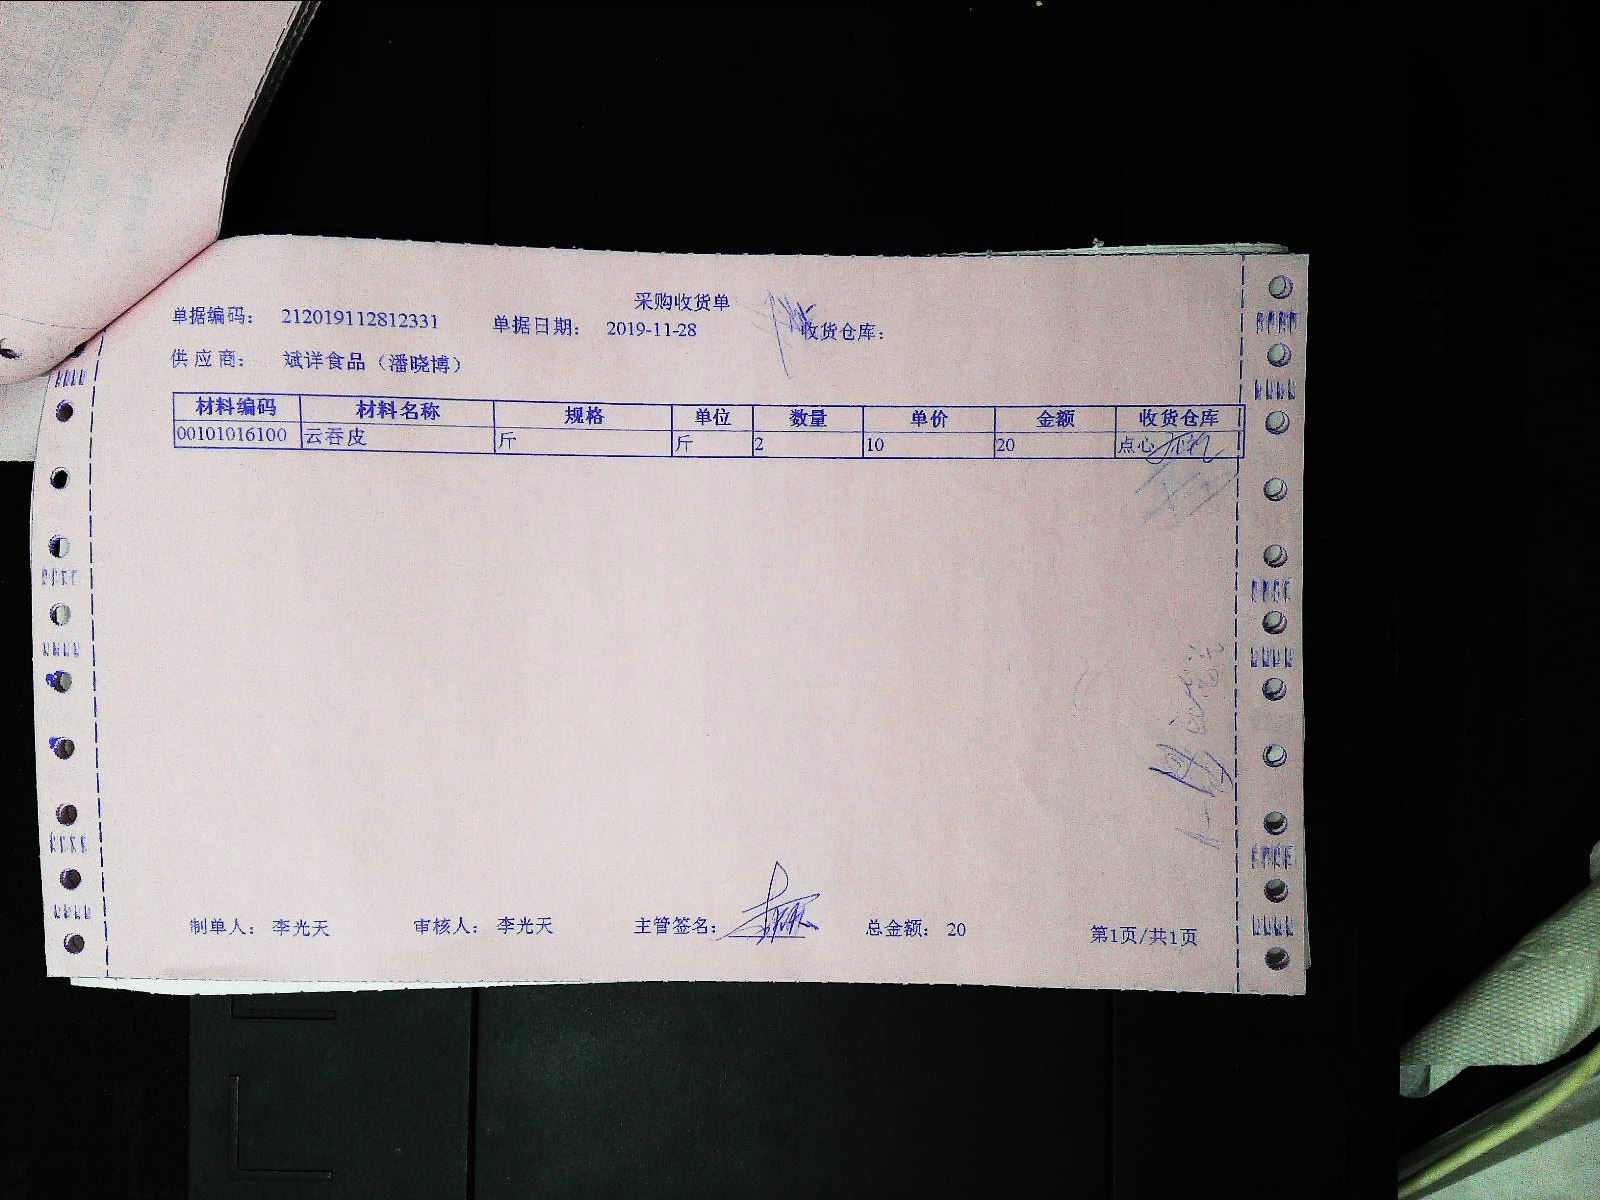 采购收货单
单据编码： 212019112812331 单据日期： 2019-11-28 收货仓库：
供应商： 斌详食品（潘晓博）
材料编码 材料名称 规格 单位 数量 单价 金额 收货仓库
00101016100 云吞皮 斤 斤 2 10 20 点心
制单人： 李光天 审核人： 李光天 主管签名： 总金额： 20 第1页/共1页